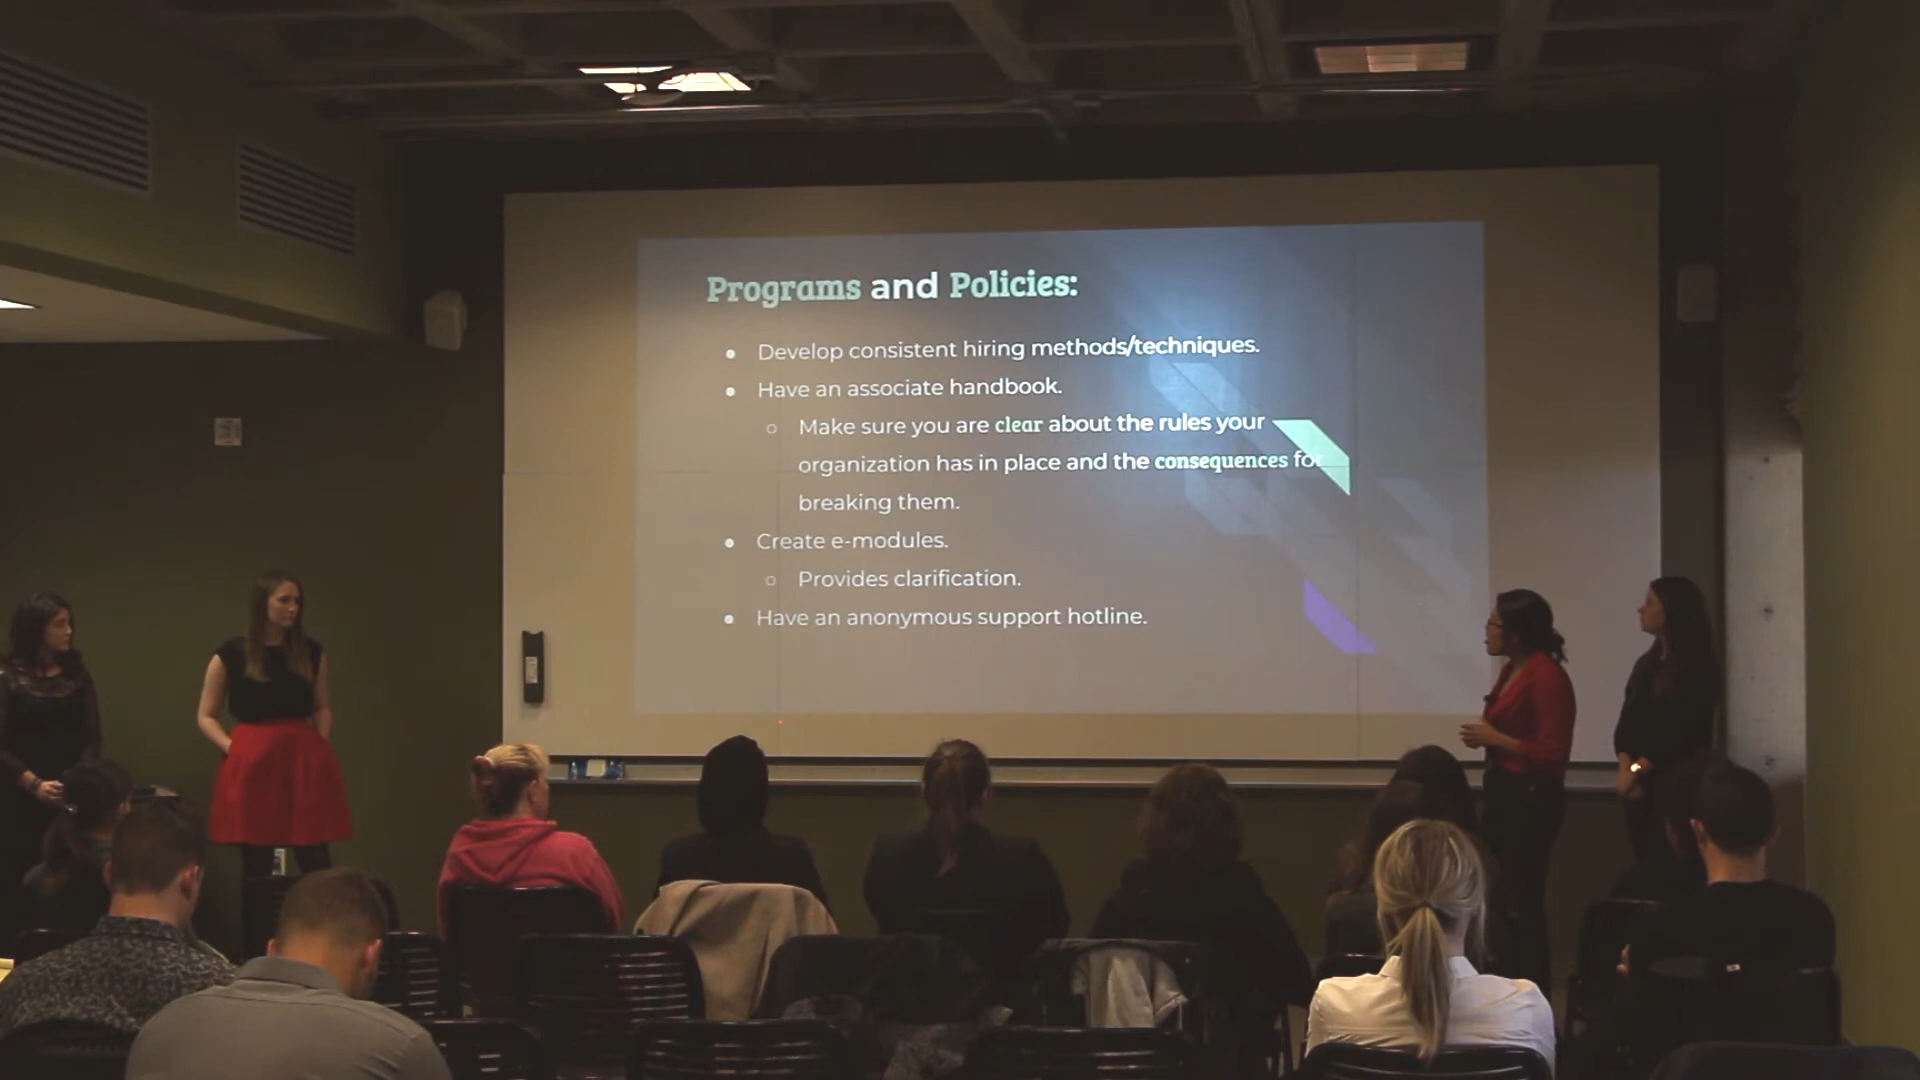 Programs and Policies:
● Develop consistent hiring methods/techniques.
● Have an associate handbook.
○ Make sure you are clear about the rules your
organization has in place and the consequences for
breaking them.
● Create e-modules.
○ Provides clarification.
● Have an anonymous support hotline.